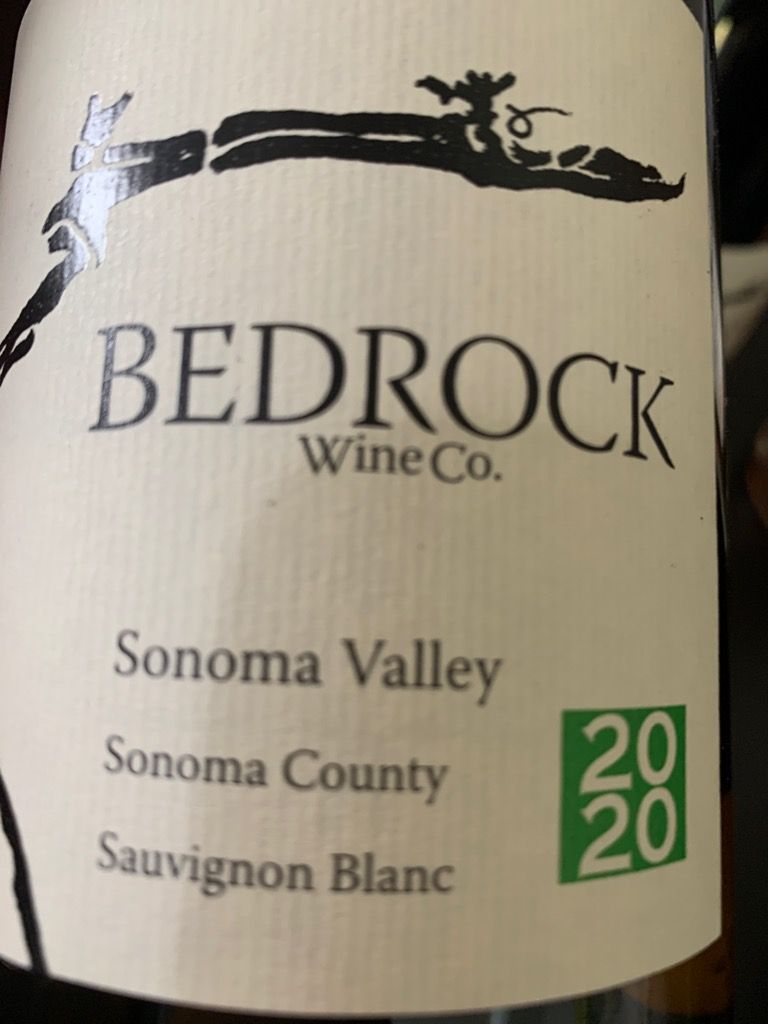 BEDROCK
Wine Co.
Sonoma Valley
Sonoma County
Sauvignon Blanc
20
20